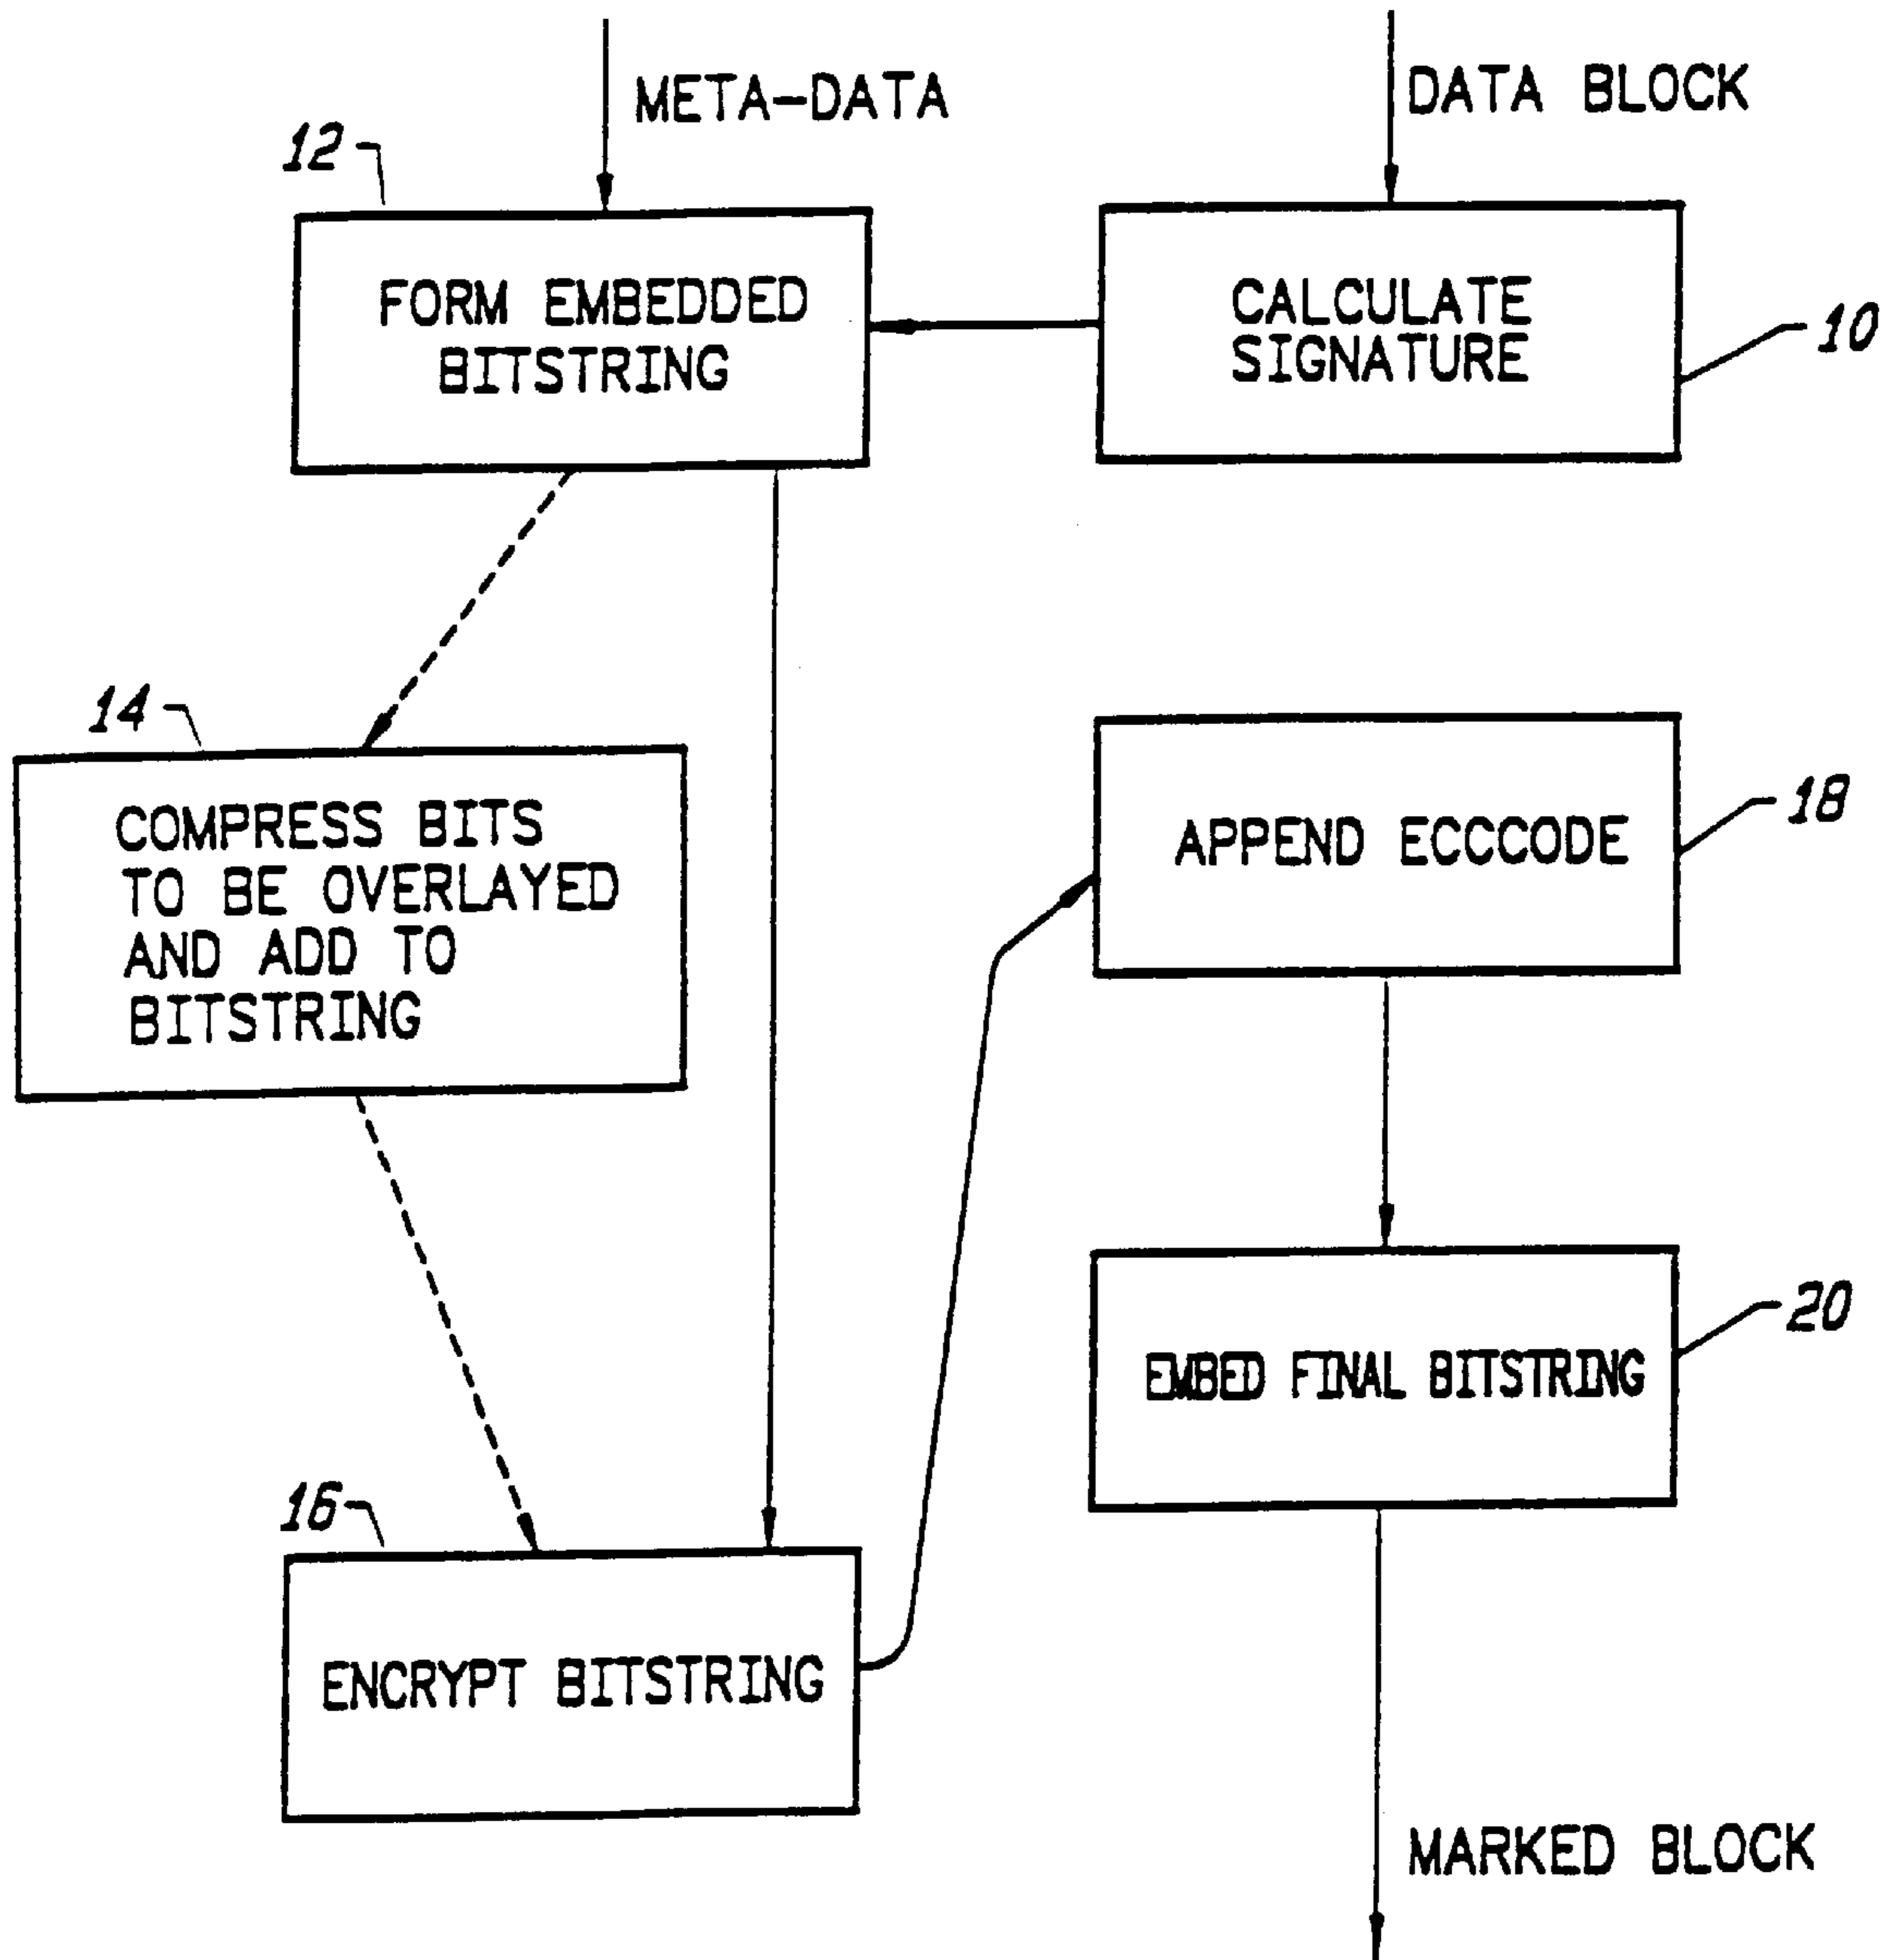 META-DATA
DATA BLOCK
12
FORM EMBEDDED
BITSTRING
CALCULATE
SIGNATURE
10
14
COMPRESS BITS
TO BE OVERLAYED
AND ADD TO
BITSTRING
APPEND ECCCODE
18
EMBED FINAL BITSTRING
20
16
ENCRYPT BITSTRING
MARKED BLOCK